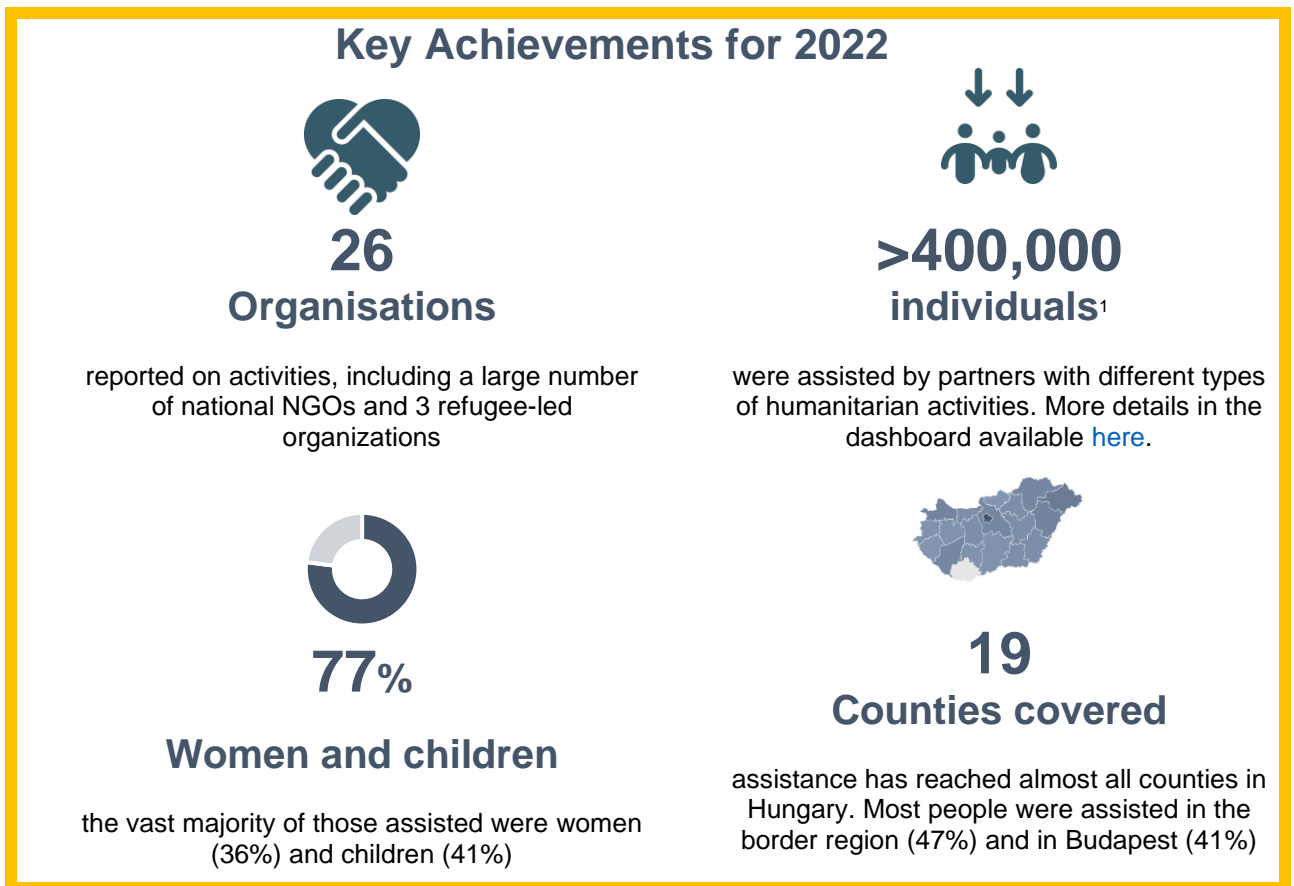 Key Achievements for 2022
26
Organisations
reported on activities, including a large number
of national NGOs and 3 refugee-led
organizations
>400,000
individuals¹
were assisted by partners with different types
of humanitarian activities. More details in the
dashboard available here.
77%
Women and children
the vast majority of those assisted were women
(36%) and children (41%)
19
Counties covered
assistance has reached almost all counties in
Hungary. Most people were assisted in the
border region (47%) and in Budapest (41%)